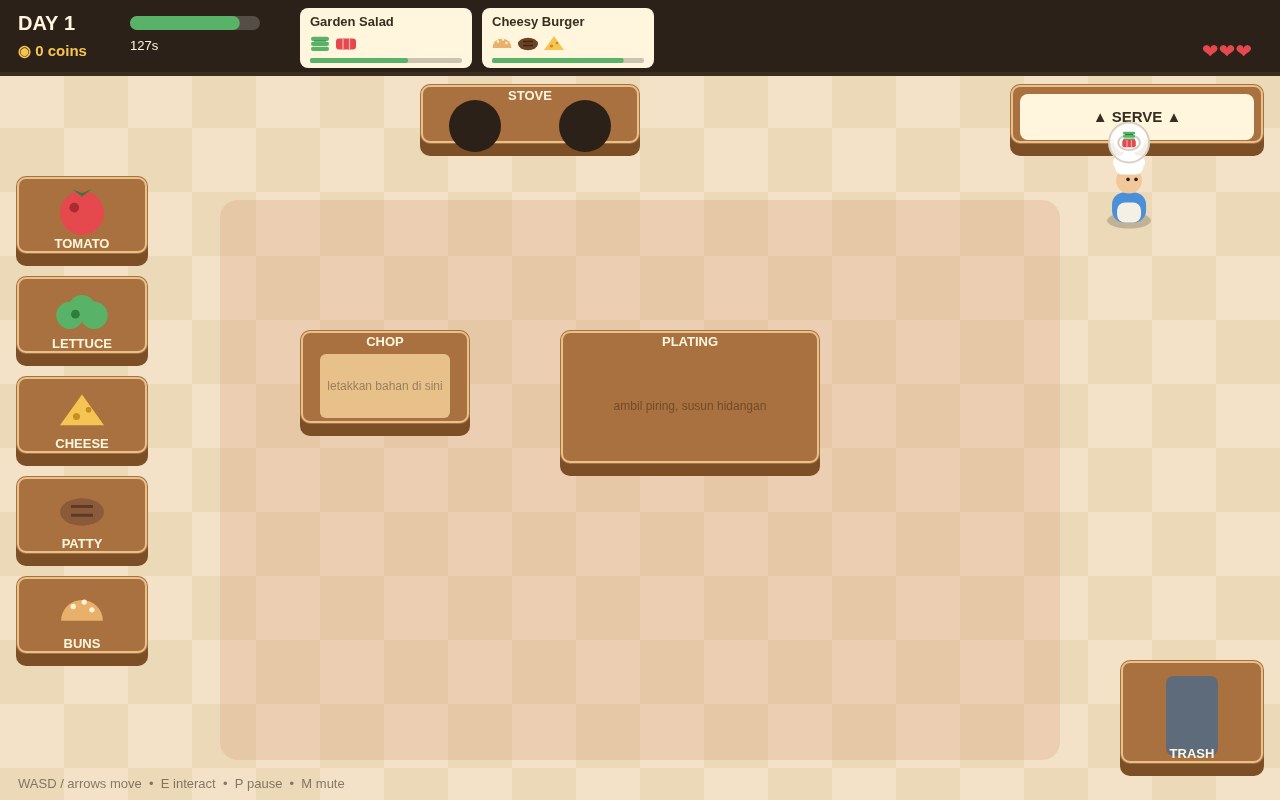 DAY 1
◉ 0 coins
127s
Garden Salad
Cheesy Burger
STOVE
▲ SERVE ▲
TOMATO
LETTUCE
CHEESE
PATTY
BUNS
CHOP
letakkan bahan di sini
PLATING
ambil piring, susun hidangan
TRASH
WASD / arrows move • E interact • P pause • M mute